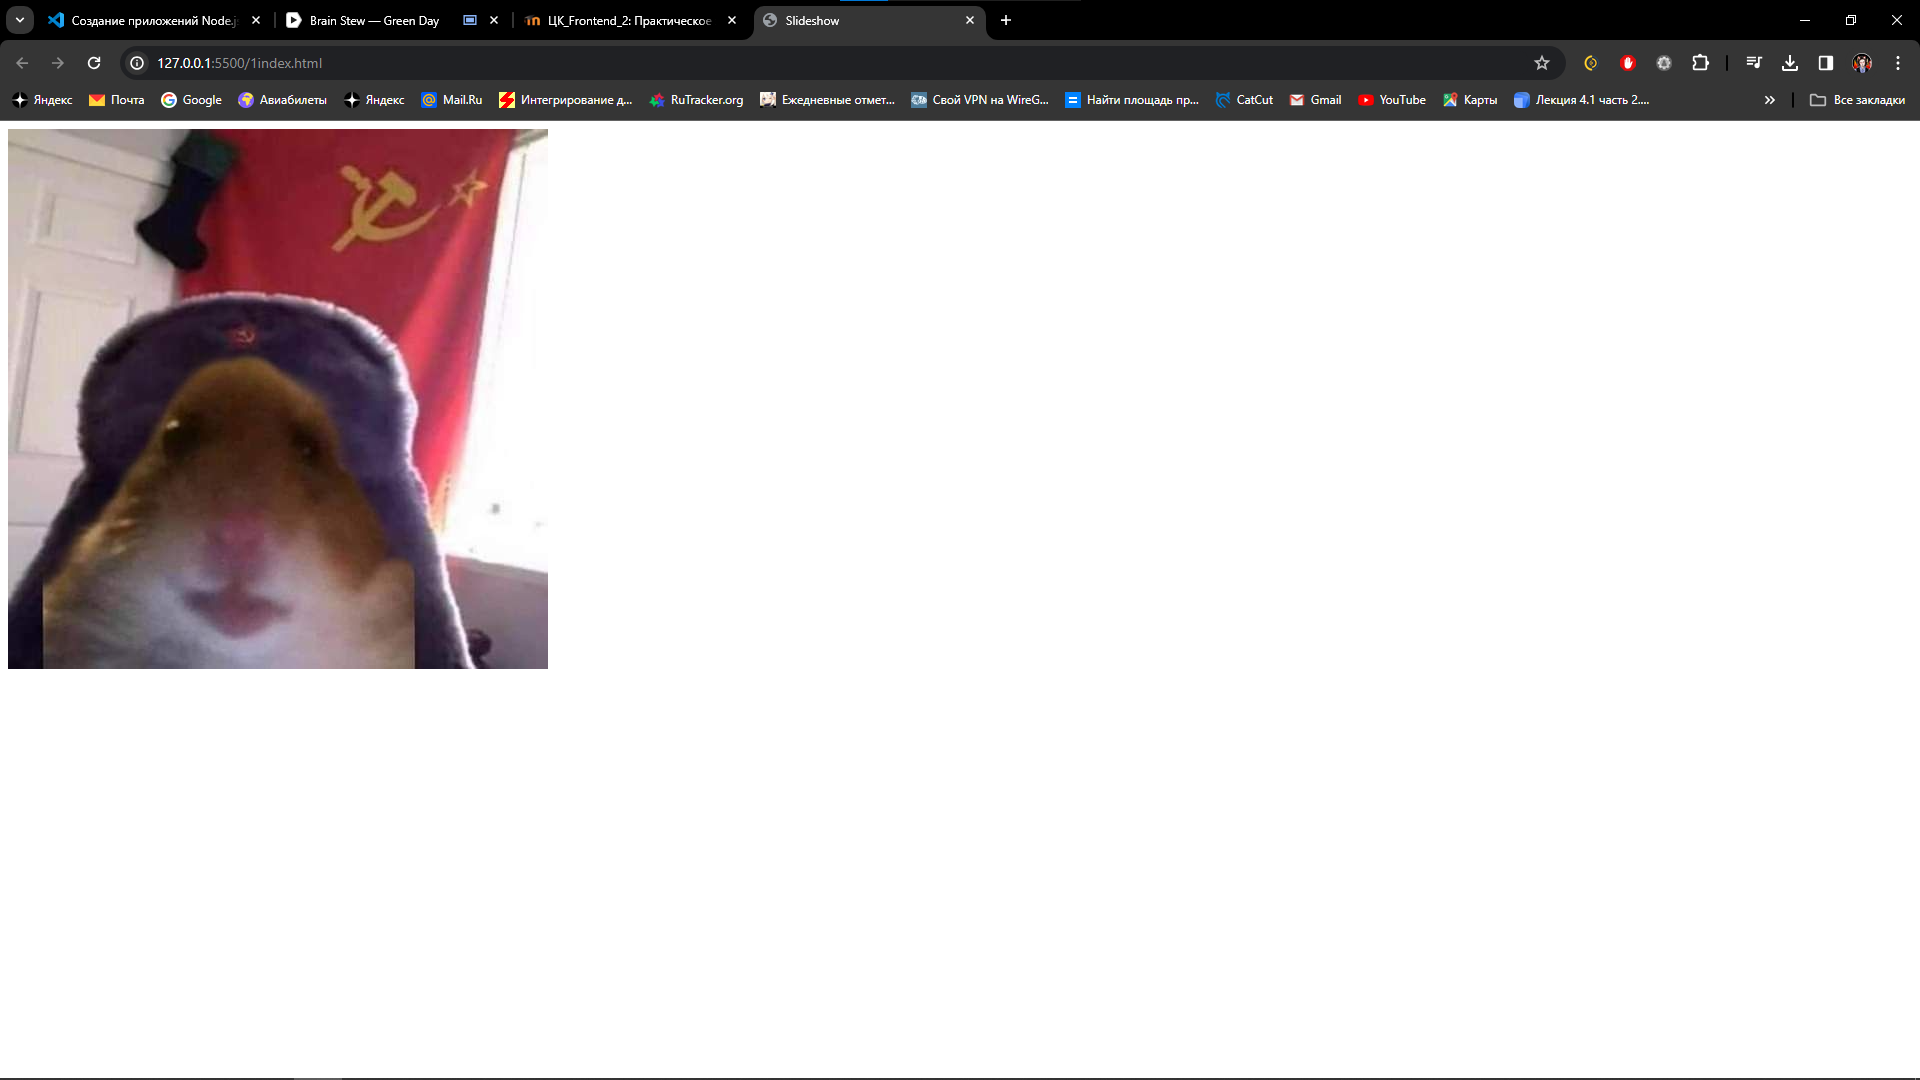 Создание приложений Node.j
Brain Stew — Green Day
ЦК_Frontend_2: Практическое
Slideshow
127.0.0.1:5500/1index.html
Яндекс
Почта
Google
Авиабилеты
Яндекс
Mail.Ru
Интегрирование д...
RuTracker.org
Ежедневные отмет...
Свой VPN на WireG...
Найти площадь пр...
CatCut
Gmail
YouTube
Карты
Лекция 4.1 часть 2....
Все закладки